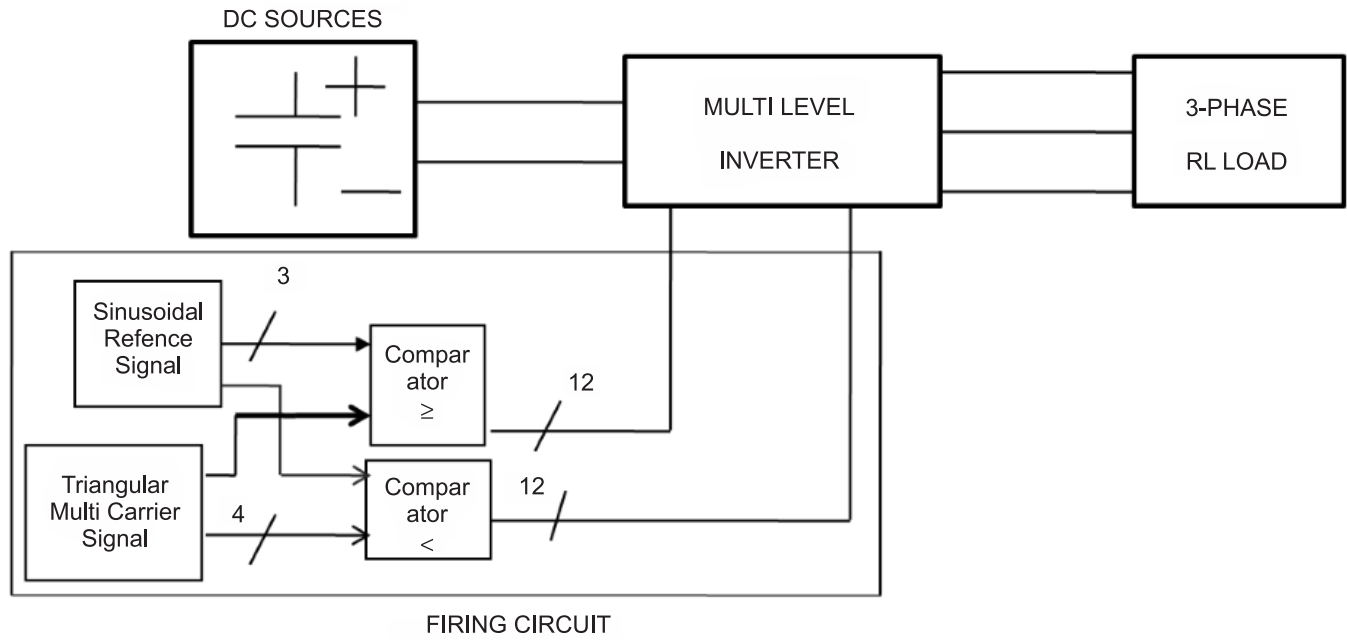 DC SOURCES
MULTI LEVEL
INVERTER
3-PHASE
RL LOAD
3
Sinusoidal
Refence
Signal
Compar
ator
≥
12
Triangular
Multi Carrier
Signal
4
Compar
ator
<
12
FIRING CIRCUIT